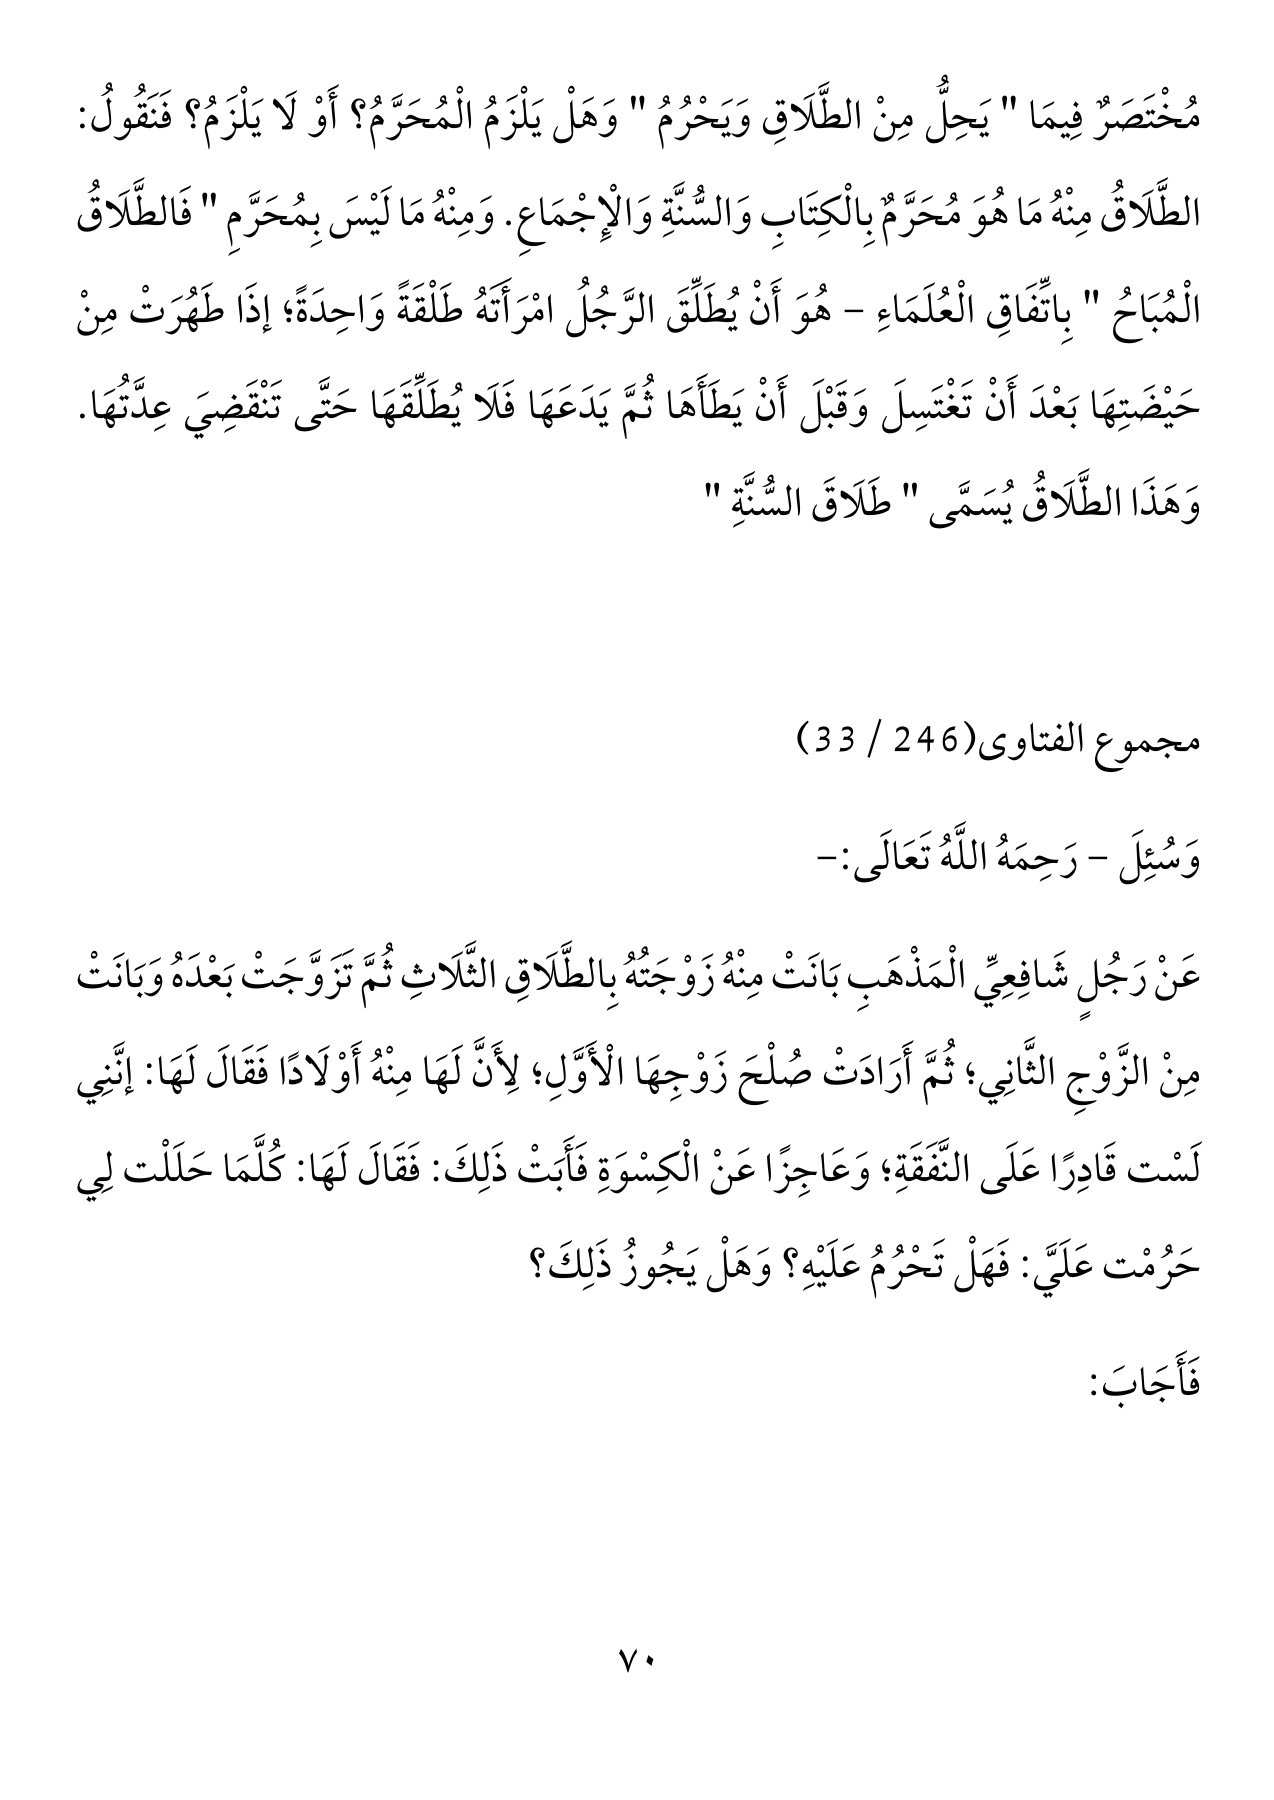 مُخْتَصَرٌ فِيمَا " يَحِلُّ مِنْ الطَّلَاقِ وَيَحْرُمُ " وَهَلْ يَلْزَمُ الْمُحَرَّمُ؟ أَوْ لَا يَلْزَمُ؟ فَنَقُولُ:
الطَّلَاقُ مِنْهُ مَا هُوَ مُحَرَّمٌ بِالْكِتَابِ وَالسُّنَّةِ وَالْإِجْمَاعِ. وَمِنْهُ مَا لَيْسَ بِمُحَرَّمِ " فَالطَّلَاقُ
الْمُبَاحُ " بِاتِّفَاقِ الْعُلَمَاءِ – هُوَ أَنْ يُطَلِّقَ الرَّجُلُ امْرَأَتَهُ طَلْقَةً وَاحِدَةً؛ إذَا طَهُرَتْ مِنْ
حَيْضَتِهَا بَعْدَ أَنْ تَغْتَسِلَ وَقَبْلَ أَنْ يَطَأَهَا ثُمَّ يَدَعَهَا فَلَا يُطَلِّقَهَا حَتَّى تَنْقَضِيَ عِدَّتُهَا.
وَهَذَا الطَّلَاقُ يُسَمَّى " طَلَاقَ السُّنَّةِ "
مجموع الفتاوى(246 / 33)
وَسُئِلَ – رَحِمَهُ اللَّهُ تَعَالَى:–
عَنْ رَجُلٍ شَافِعِيِّ الْمَذْهَبِ بَانَتْ مِنْهُ زَوْجَتُهُ بِالطَّلَاقِ الثَّلَاثِ ثُمَّ تَزَوَّجَتْ بَعْدَهُ وَبَانَتْ
مِنْ الزَّوْجِ الثَّانِي؛ ثُمَّ أَرَادَتْ صُلْحَ زَوْجِهَا الْأَوَّلِ؛ لِأَنَّ لَهَا مِنْهُ أَوْلَادًا فَقَالَ لَهَا: إنَّنِي
لَسْت قَادِرًا عَلَى النَّفَقَةِ؛ وَعَاجِزًا عَنْ الْكِسْوَةِ فَأَبَتْ ذَلِكَ: فَقَالَ لَهَا: كُلَّمَا حَلَلْت لِي
حَرُمْت عَلَيَّ: فَهَلْ تَحْرُمُ عَلَيْهِ؟ وَهَلْ يَجُوزُ ذَلِكَ؟
فَأَجَابَ:
٧٠